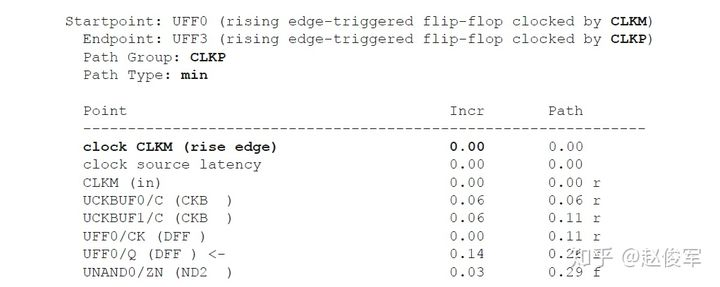 Startpoint: UFF0 (rising edge-triggered flip-flop clocked by CLKM)
Endpoint: UFF3 (rising edge-triggered flip-flop clocked by CLKP)
Path Group: CLKP
Path Type: min
Point Incr Path
---------------------------------------------------------------
clock CLKM (rise edge) 0.00 0.00
clock source latency 0.00 0.00
CLKM (in) 0.00 0.00 r
UCKBUF0/C (CKB ) 0.06 0.06 r
UCKBUF1/C (CKB ) 0.06 0.11 r
UFF0/CK (DFF ) 0.00 0.11 r
UFF0/Q (DFF ) <- 0.14
UNAND0/ZN (ND2 ) 0.03 0.29 f
知乎 @赵俊军